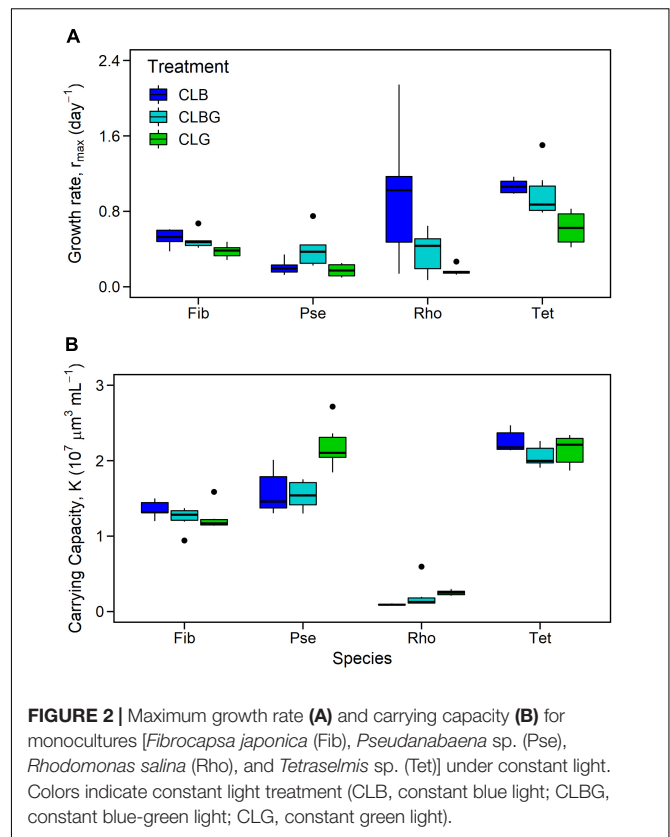 A
Treatment
CLB
CLBG
CLG
Growth rate, rmax (day−1)
2.4
1.6
0.8
0.0
Fib Pse Rho Tet
B
Carrying Capacity, K (10^7 μm^3 mL^−1)
3
2
1
0
Fib Pse Rho Tet
Species
FIGURE 2 | Maximum growth rate (A) and carrying capacity (B) for
monocultures [Fibrocapsa japonica (Fib), Pseudanabaena sp. (Pse),
Rhodomonas salina (Rho), and Tetraselmis sp. (Tet)] under constant light.
Colors indicate constant light treatment (CLB, constant blue light; CLBG,
constant blue-green light; CLG, constant green light).